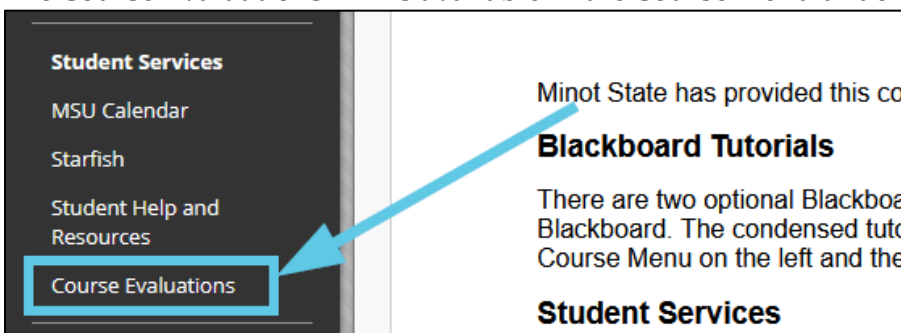 Student Services
MSU Calendar
Starfish
Student Help and
Resources
Course Evaluations
Minot State has provided this co
Blackboard Tutorials
There are two optional Blackboa
Blackboard. The condensed tuto
Course Menu on the left and the
Student Services